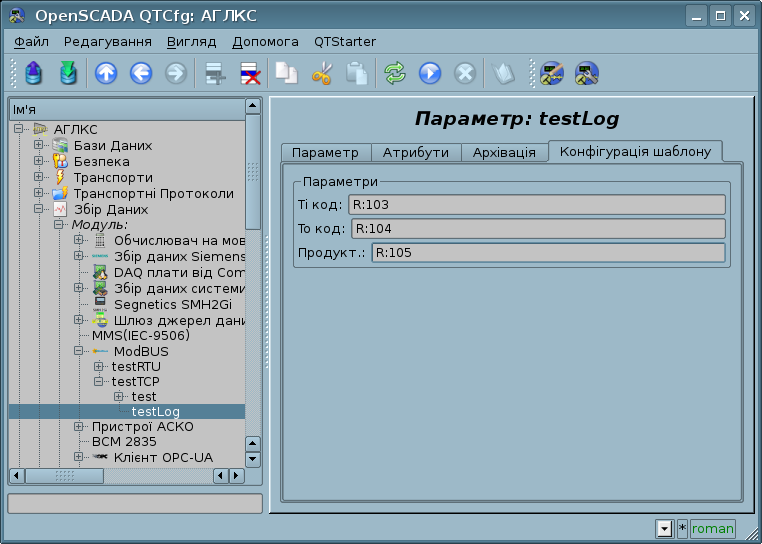 OpenSCADA QTCfg: АГЛКС
Файл Редагування Вигляд Допомога QTStarter
Ім'я
АГЛКС
Бази Даних
Безпека
Транспорти
Транспортні Протоколи
Збір Даних
Модуль:
Обчислювач на мов
Збір даних Siemens
DAQ плати від Com
Збір даних системи
Segnetics SMH2Gi
Шлюз джерел дани
MMS(IEC-9506)
ModBUS
testRTU
testTCP
test
testLog
Пристрої АСКО
BCM 2835
Клієнт OPC-UA
Параметр: testLog
Параметр Атрибути Архівація Конфігурація шаблону
Параметри
Ti код: R:103
To код: R:104
Продукт.: R:105
* roman